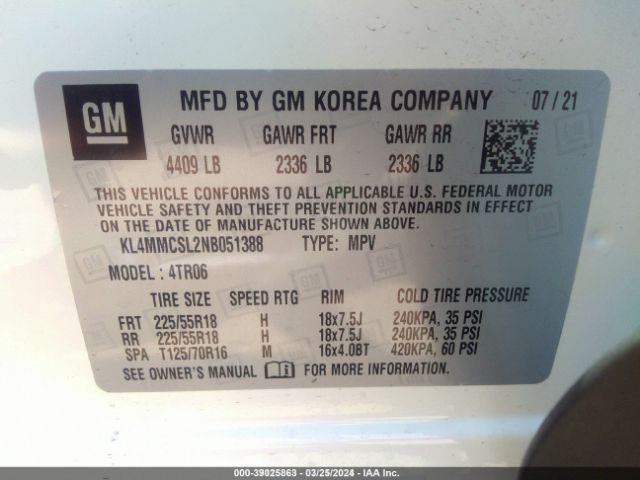 GM MFD BY GM KOREA COMPANY 07/21
GVWR GAWR FRT GAWR RR
4409 LB 2336 LB 2336 LB
THIS VEHICLE CONFORMS TO ALL APPLICABLE U.S. FEDERAL MOTOR
VEHICLE SAFETY AND THEFT PREVENTION STANDARDS IN EFFECT
ON THE DATE OF MANUFACTURE SHOWN ABOVE.
KL4MMCSL2NB051388 TYPE: MPV
MODEL: 4TR06
TIRE SIZE SPEED RTG RIM COLD TIRE PRESSURE
FRT 225/55R18 H 18x7.5J 240KPA, 35 PSI
RR 225/55R18 H 18x7.5J 240KPA, 35 PSI
SPA T125/70R16 M 16x4.0BT 420KPA, 60 PSI
SEE OWNER'S MANUAL i FOR MORE INFORMATION.
000-39025863 - 03/25/2024 - IAA Inc.